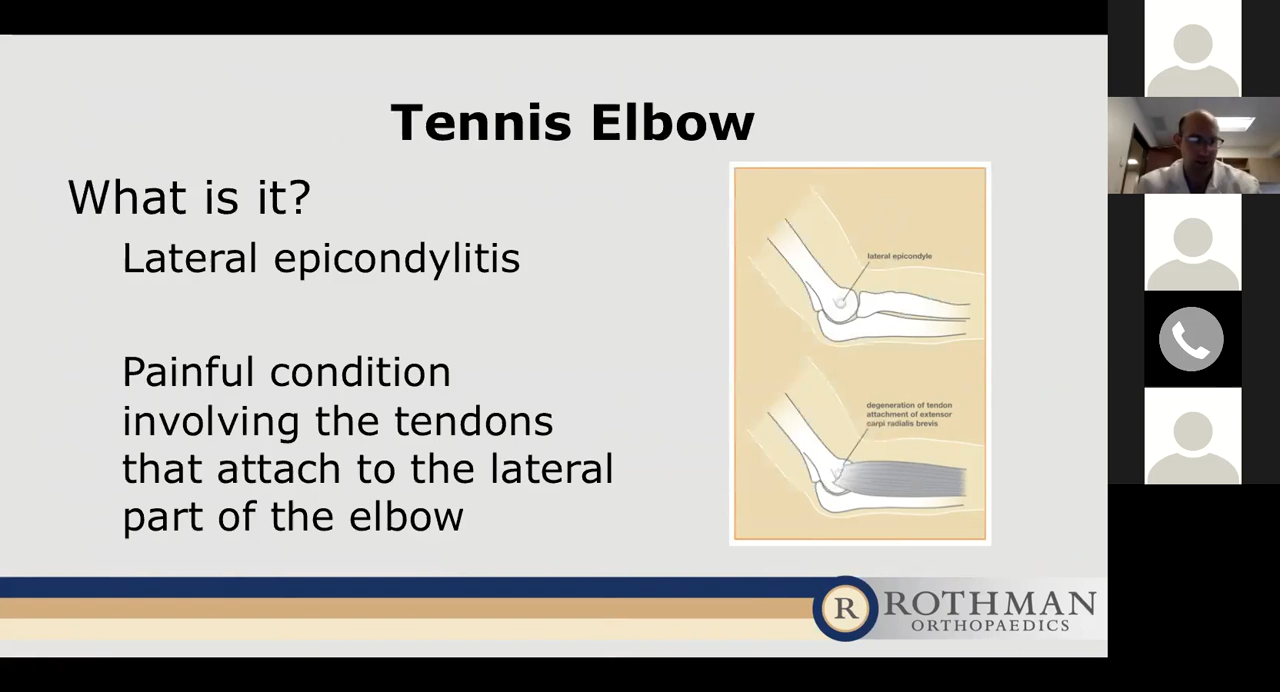 Tennis Elbow
What is it?
Lateral epicondylitis
Painful condition
involving the tendons
that attach to the lateral
part of the elbow
lateral epicondyle
degeneration of tendon
attachment of extensor
carpi radialis brevis
R ROTHMAN
ORTHOPAEDICS